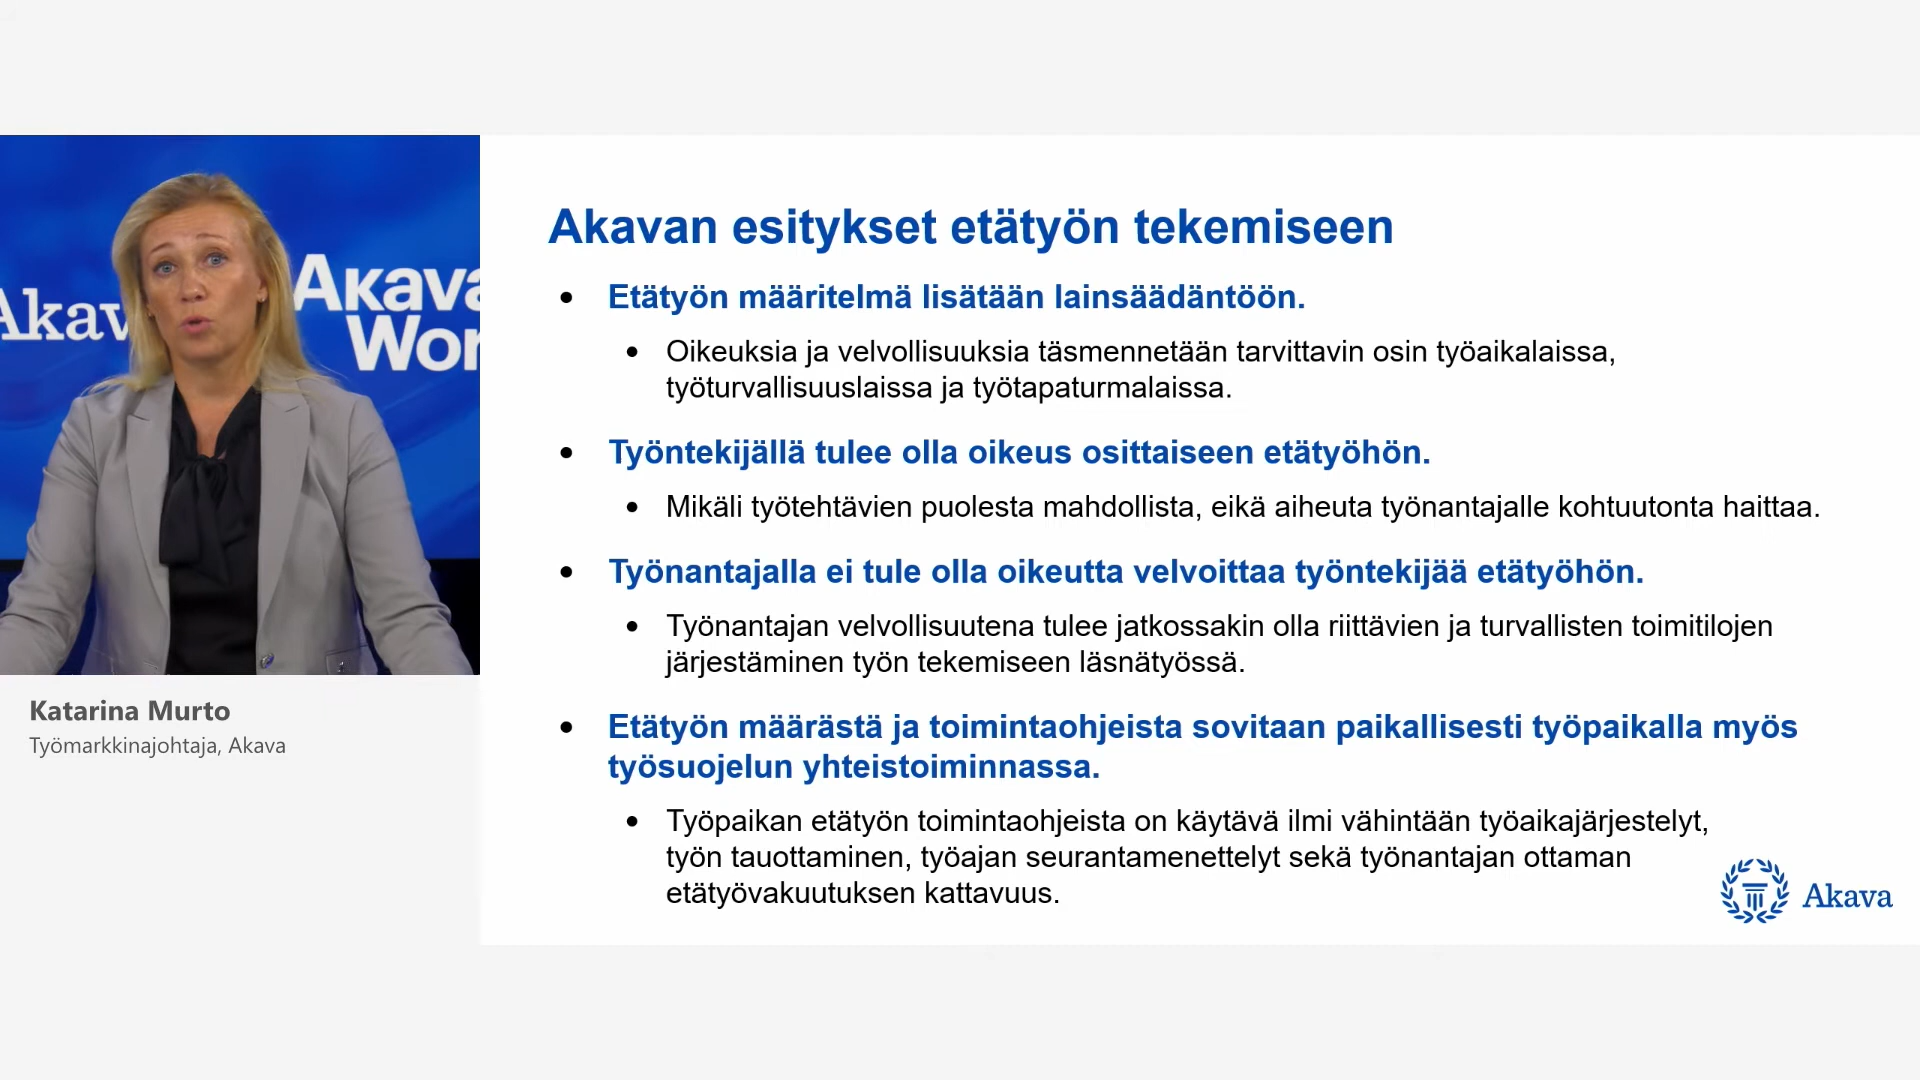 Akav
Akava
Wor
Katarina Murto
Työmarkkinajohtaja, Akava
Akavan esitykset etätyön tekemiseen
• Etätyön määritelmä lisätään lainsäädäntöön.
• Oikeuksia ja velvollisuuksia täsmennetään tarvittavin osin työaikalaissa,
työturvallisuuslaissa ja työtapaturmalaissa.
• Työntekijällä tulee olla oikeus osittaiseen etätyöhön.
• Mikäli työtehtävien puolesta mahdollista, eikä aiheuta työnantajalle kohtuutonta haittaa.
• Työnantajalla ei tule olla oikeutta velvoittaa työntekijää etätyöhön.
• Työnantajan velvollisuutena tulee jatkossakin olla riittävien ja turvallisten toimitilojen
järjestäminen työn tekemiseen läsnätyössä.
• Etätyön määrästä ja toimintaohjeista sovitaan paikallisesti työpaikalla myös
työsuojelun yhteistoiminnassa.
• Työpaikan etätyön toimintaohjeista on käytävä ilmi vähintään työaikajärjestelyt,
työn tauottaminen, työajan seurantamenettelyt sekä työnantajan ottaman
etätyövakuutuksen kattavuus.
Akava